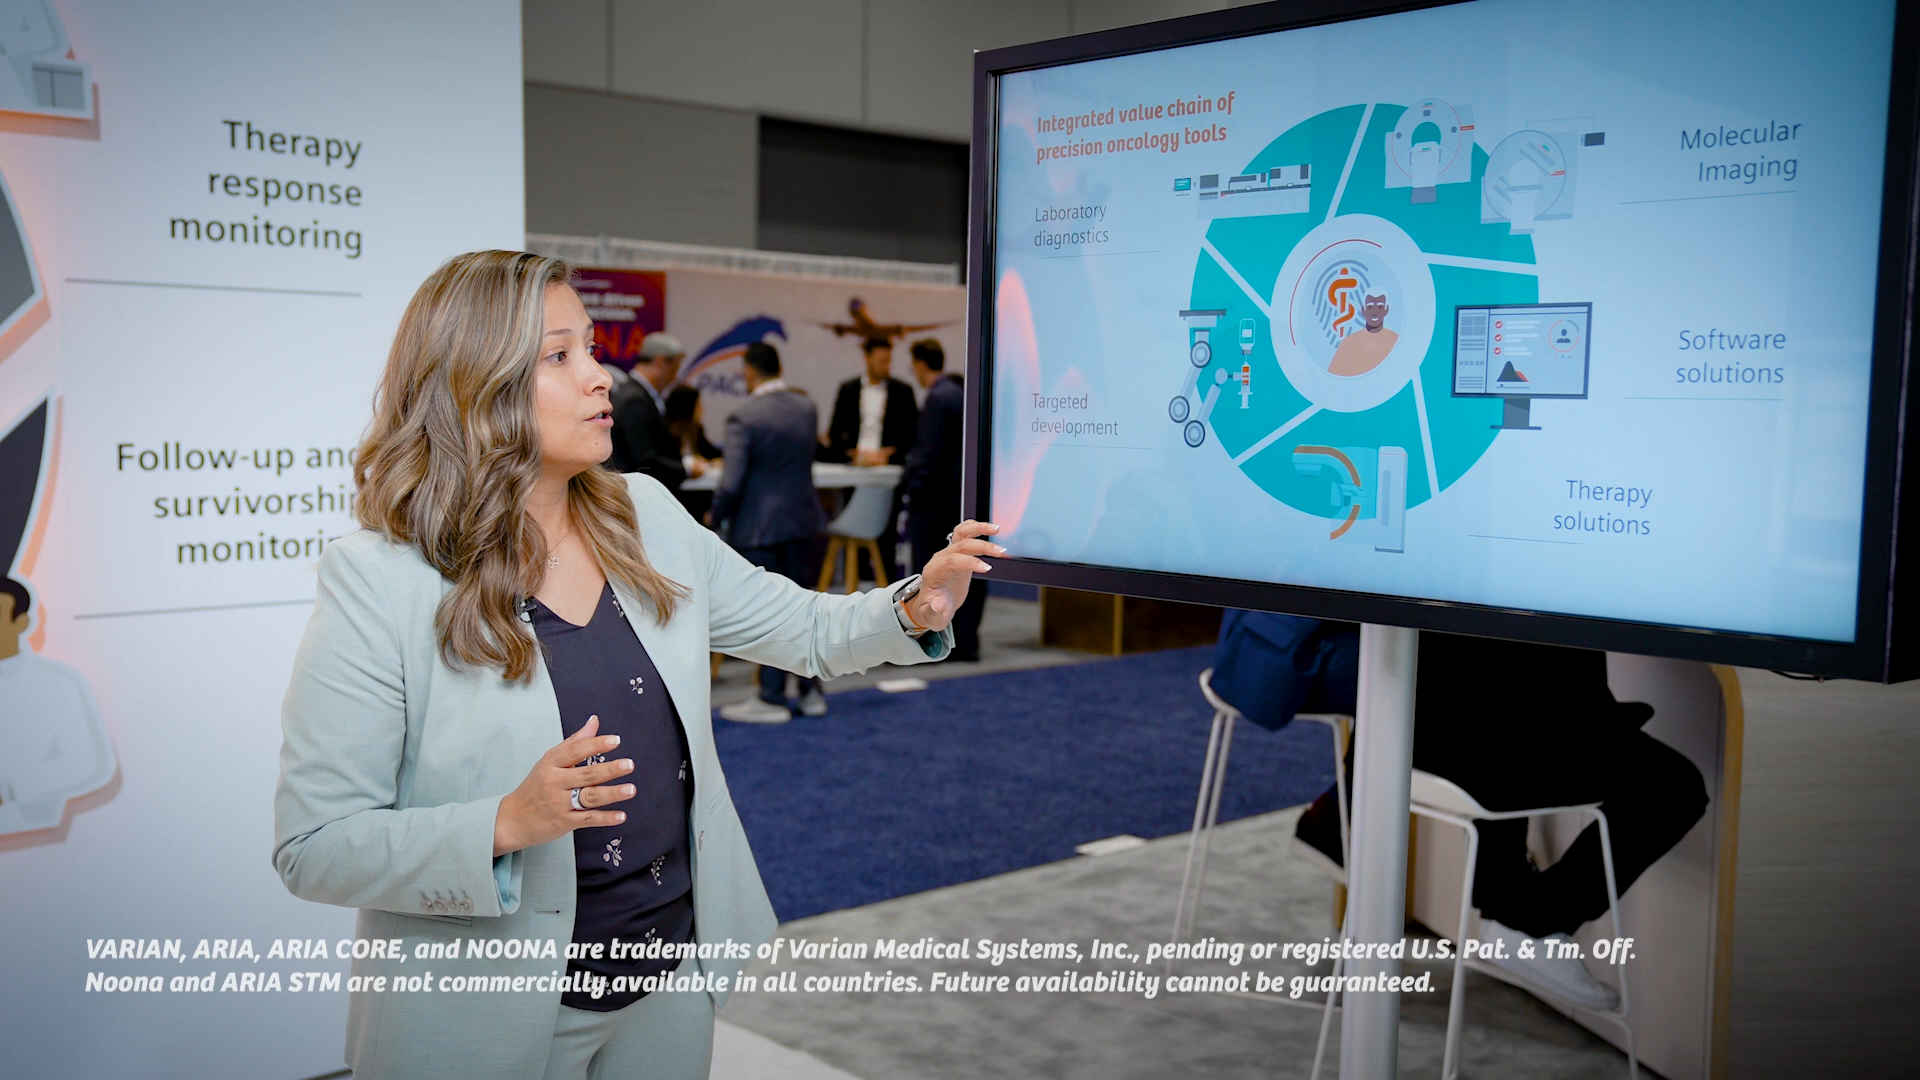 Therapy
response
monitoring
Follow-up and
survivorship
monitoring
Integrated value chain of
precision oncology tools
Laboratory
diagnostics
Targeted
development
Molecular
Imaging
Software
solutions
Therapy
solutions
VARIAN, ARIA, ARIA CORE, and NOONA are trademarks of Varian Medical Systems, Inc., pending or registered U.S. Pat. & Tm. Off.
Noona and ARIA STM are not commercially available in all countries. Future availability cannot be guaranteed.